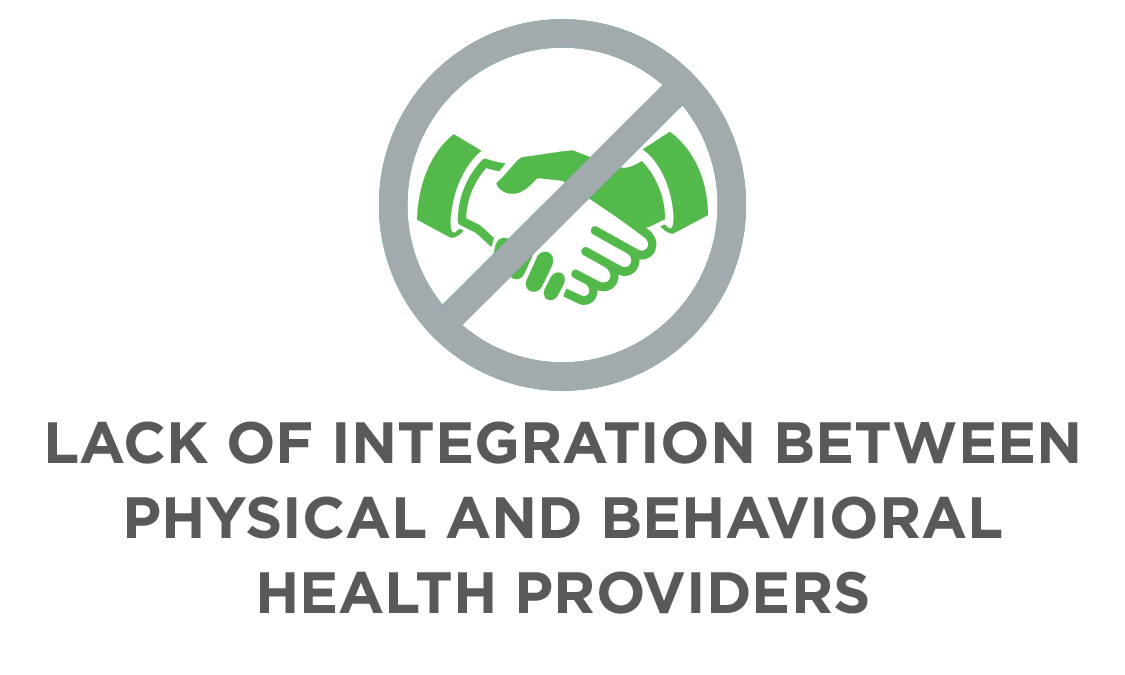 LACK OF INTEGRATION BETWEEN
PHYSICAL AND BEHAVIORAL
HEALTH PROVIDERS